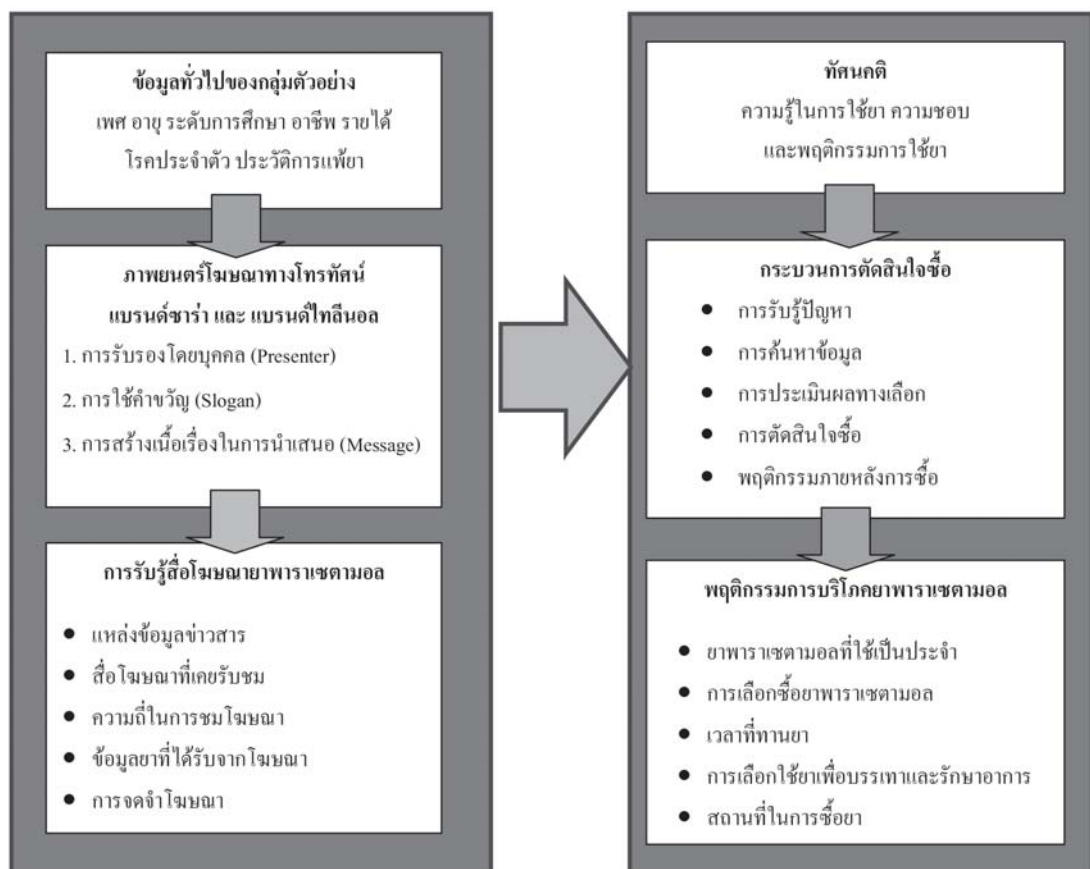 ข้อมูลทั่วไปของกลุ่มตัวอย่าง
เพศ อายุ ระดับการศึกษา อาชีพ รายได้
โรคประจำตัว ประวัติการแพ้ยา
ภาพยนตร์โฆษณาทางโทรทัศน์
แบรนด์ซาร่า และ แบรนด์ไทลีนอล
1. การรับรองโดยบุคคล (Presenter)
2. การใช้คำขวัญ (Slogan)
3. การสร้างเนื้อเรื่องในการนำเสนอ (Message)
การรับรู้สื่อโฆษณายาพาราเซตามอล
● แหล่งข้อมูลข่าวสาร
● สื่อโฆษณาที่เคยรับชม
● ความถี่ในการชมโฆษณา
● ข้อมูลยาที่ได้รับจากโฆษณา
● การจดจำโฆษณา
ทัศนคติ
ความรู้ในการใช้ยา ความชอบ
และพฤติกรรมการใช้ยา
กระบวนการตัดสินใจซื้อ
● การรับรู้ปัญหา
● การค้นหาข้อมูล
● การประเมินผลทางเลือก
● การตัดสินใจซื้อ
● พฤติกรรมภายหลังการซื้อ
พฤติกรรมการบริโภคยาพาราเซตามอล
● ยาพาราเซตามอลที่ใช้เป็นประจำ
● การเลือกซื้อยาพาราเซตามอล
● เวลาที่ทานยา
● การเลือกใช้ยาเพื่อบรรเทาและรักษาอาการ
● สถานที่ในการซื้อยา